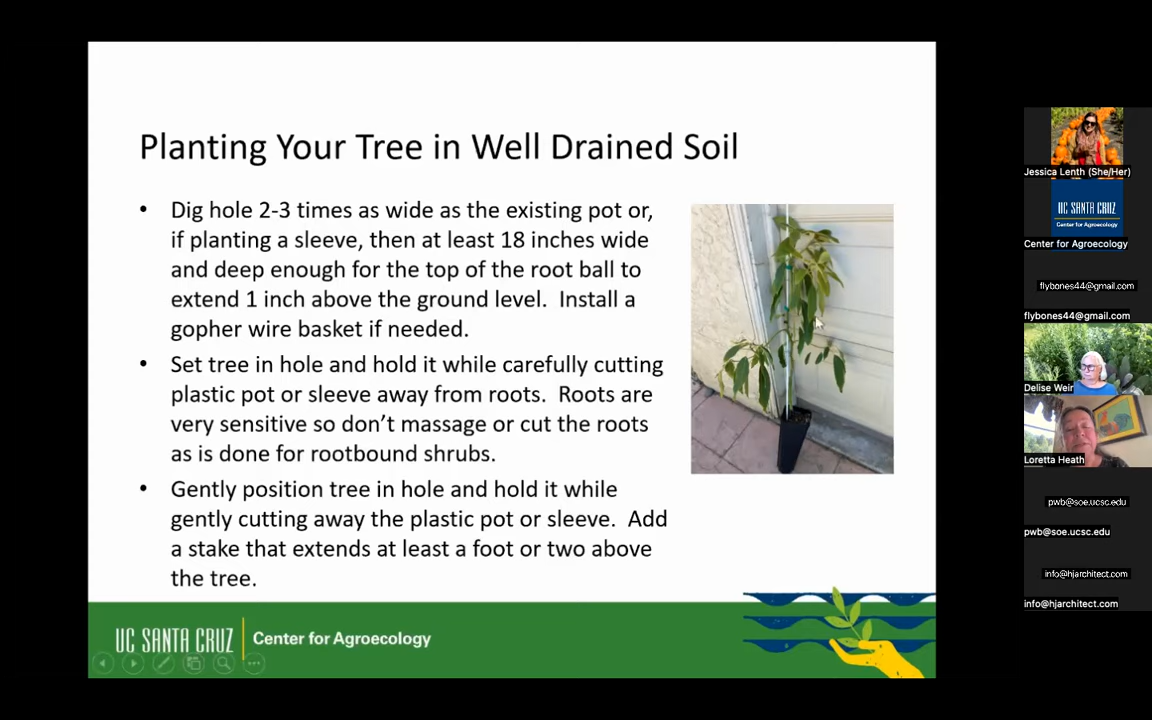 Planting Your Tree in Well Drained Soil
• Dig hole 2-3 times as wide as the existing pot or,
if planting a sleeve, then at least 18 inches wide
and deep enough for the top of the root ball to
extend 1 inch above the ground level.  Install a
gopher wire basket if needed.
• Set tree in hole and hold it while carefully cutting
plastic pot or sleeve away from roots.  Roots are
very sensitive so don’t massage or cut the roots
as is done for rootbound shrubs.
• Gently position tree in hole and hold it while
gently cutting away the plastic pot or sleeve.  Add
a stake that extends at least a foot or two above
the tree.
UC SANTA CRUZ
Center for Agroecology
Jessica Lenth (She/Her)
UC SANTA CRUZ
Center for Agroecology
Center for Agroecology
flybones44@gmail.com
flybones44@gmail.com
Delise Weir
Loretta Heath
pwb@soe.ucsc.edu
pwb@soe.ucsc.edu
info@hjarchitect.com
info@hjarchitect.com